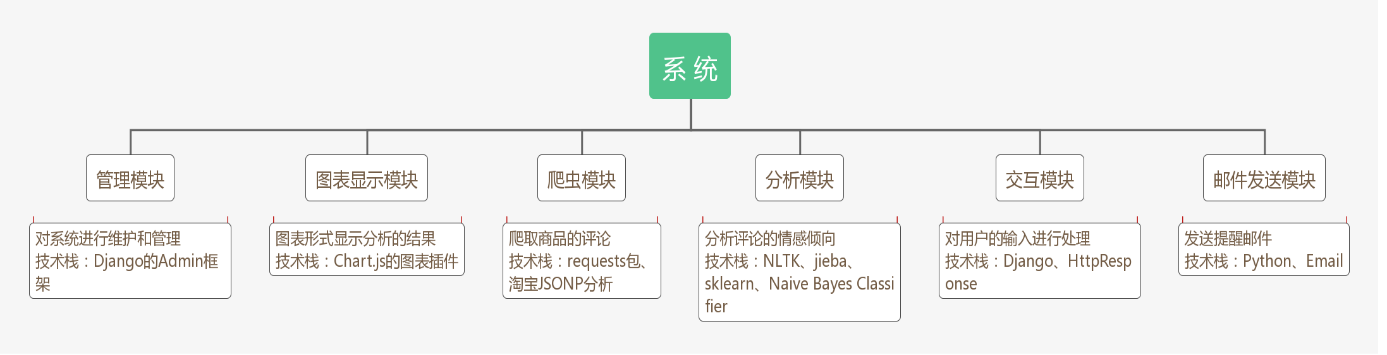 系统
管理模块
对系统进行维护和管理
技术栈：Django的Admin框
架
图表显示模块
图表形式显示分析的结果
技术栈：Chart.js的图表插件
爬虫模块
爬取商品的评论
技术栈：requests包、
淘宝JSONP分析
分析模块
分析评论的情感倾向
技术栈：NLTK、jieba、
sklearn、Naive Bayes Classi
fier
交互模块
对用户的输入进行处理
技术栈：Django、HttpResp
onse
邮件发送模块
发送提醒邮件
技术栈：Python、Email